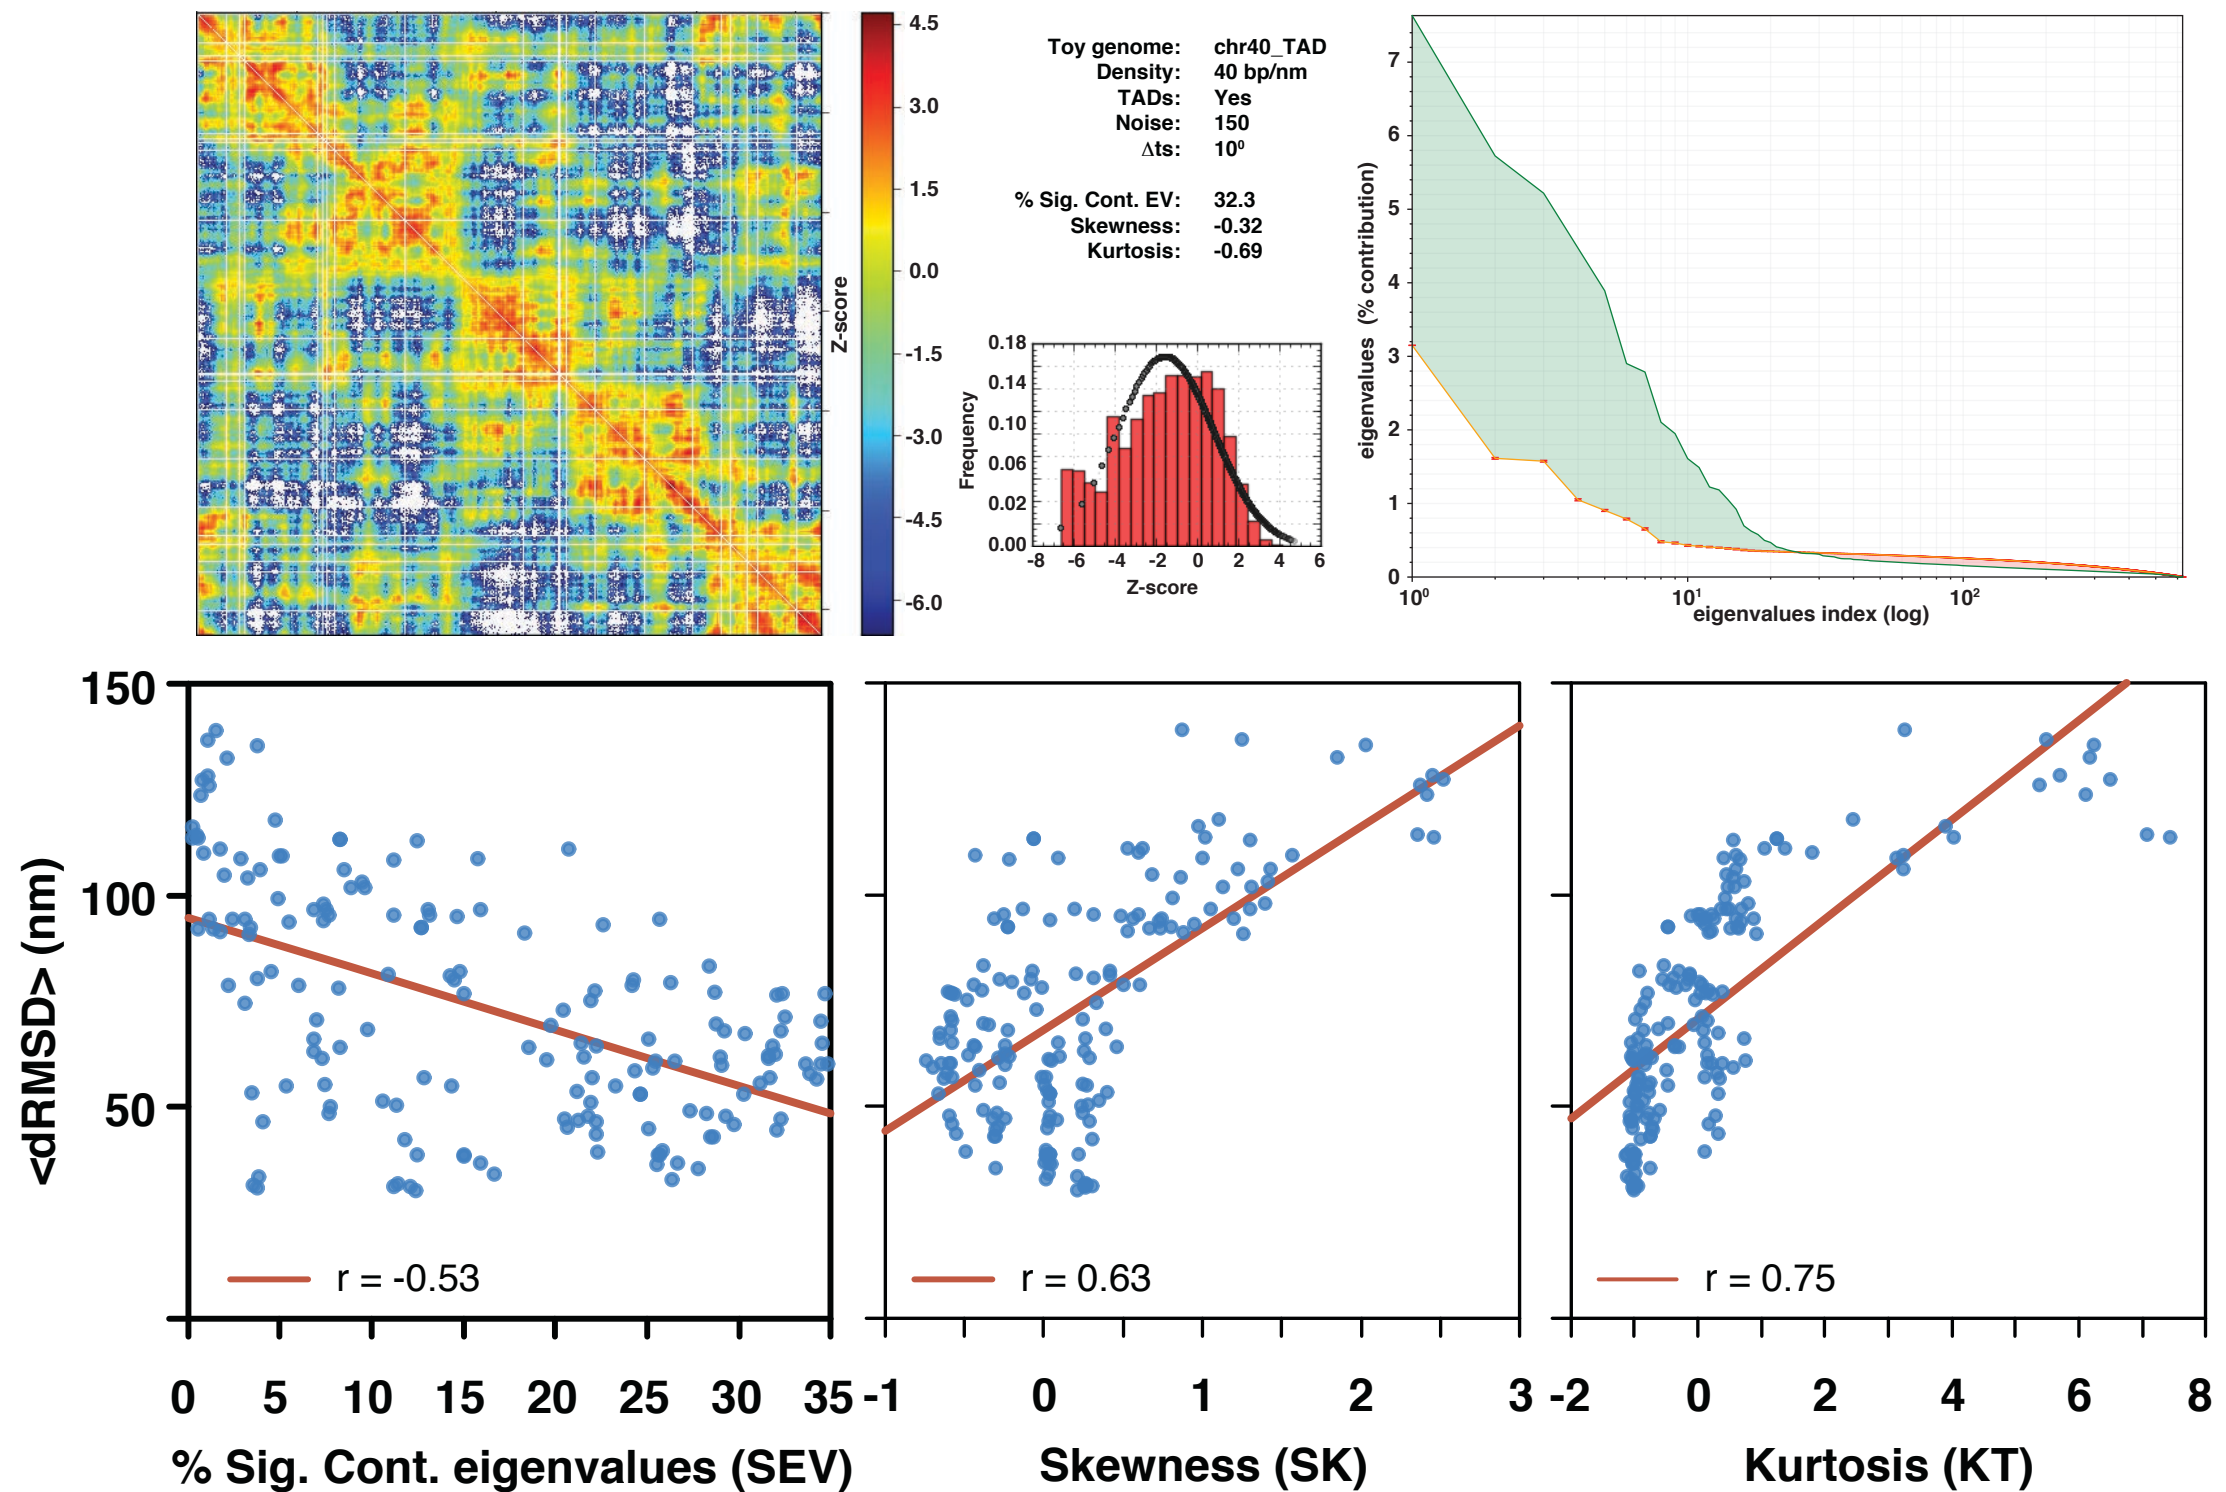 4.5
3.0
1.5
0.0
-1.5
-3.0
-4.5
-6.0
Z-score
Toy genome: chr40_TAD
Density: 40 bp/nm
TADs: Yes
Noise: 150
Δts: 10⁰
% Sig. Cont. EV: 32.3
Skewness: -0.32
Kurtosis: -0.69
Frequency
0.18
0.14
0.10
0.06
0.02
0.00
-8 -6 -4 -2 0 2 4 6
Z-score
eigenvalues (% contribution)
7
6
5
4
3
2
1
0
10⁰ 10¹ 10²
eigenvalues index (log)
<dRMSD> (nm)
150
100
50
r = -0.53
0 5 10 15 20 25 30 35
% Sig. Cont. eigenvalues (SEV)
r = 0.63
-1 0 1 2 3
Skewness (SK)
r = 0.75
-2 0 2 4 6 8
Kurtosis (KT)